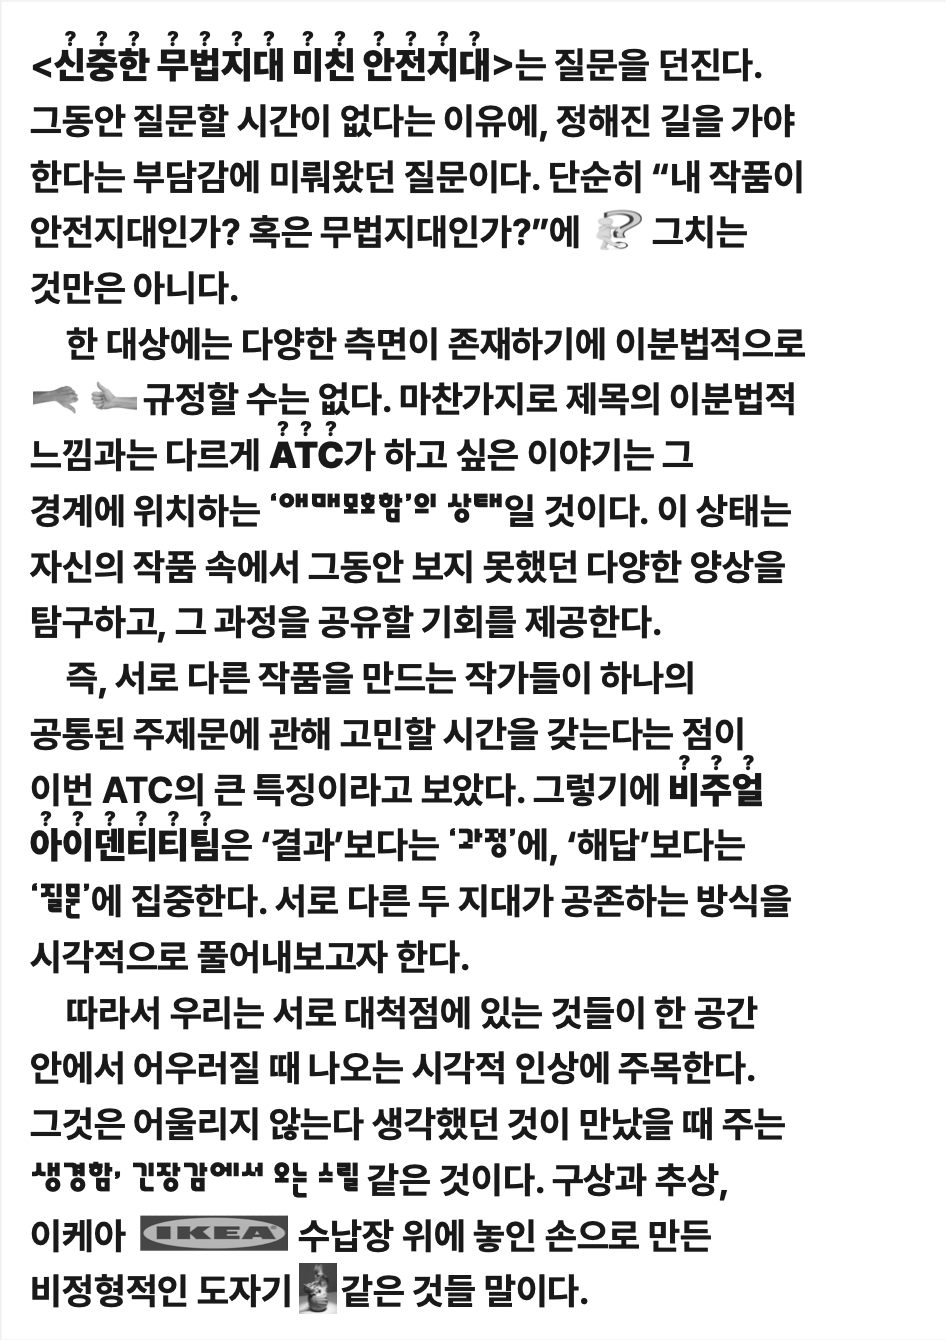 ? ? ? ? ? ? ? ? ? ? ? ? ?
<신중한 무법지대 미친 안전지대>는 질문을 던진다.
그동안 질문할 시간이 없다는 이유에, 정해진 길을 가야
한다는 부담감에 미뤄왔던 질문이다. 단순히 “내 작품이
안전지대인가? 혹은 무법지대인가?”에 ? 그치는
것만은 아니다.
한 대상에는 다양한 측면이 존재하기에 이분법적으로
규정할 수는 없다. 마찬가지로 제목의 이분법적
? ? ?
느낌과는 다르게 ATC가 하고 싶은 이야기는 그
경계에 위치하는 ‘애매모호함’의 상태일 것이다. 이 상태는
자신의 작품 속에서 그동안 보지 못했던 다양한 양상을
탐구하고, 그 과정을 공유할 기회를 제공한다.
즉, 서로 다른 작품을 만드는 작가들이 하나의
공통된 주제문에 관해 고민할 시간을 갖는다는 점이
? ? ?
이번 ATC의 큰 특징이라고 보았다. 그렇기에 비주얼
? ? ? ? ? ?
아이덴티티팀은 ‘결과’보다는 ‘과정’에, ‘해답’보다는
‘질문’에 집중한다. 서로 다른 두 지대가 공존하는 방식을
시각적으로 풀어내보고자 한다.
따라서 우리는 서로 대척점에 있는 것들이 한 공간
안에서 어우러질 때 나오는 시각적 인상에 주목한다.
그것은 어울리지 않는다 생각했던 것이 만났을 때 주는
생경함, 긴장감에서 오는 스릴 같은 것이다. 구상과 추상,
이케아 IKEA® 수납장 위에 놓인 손으로 만든
비정형적인 도자기 같은 것들 말이다.